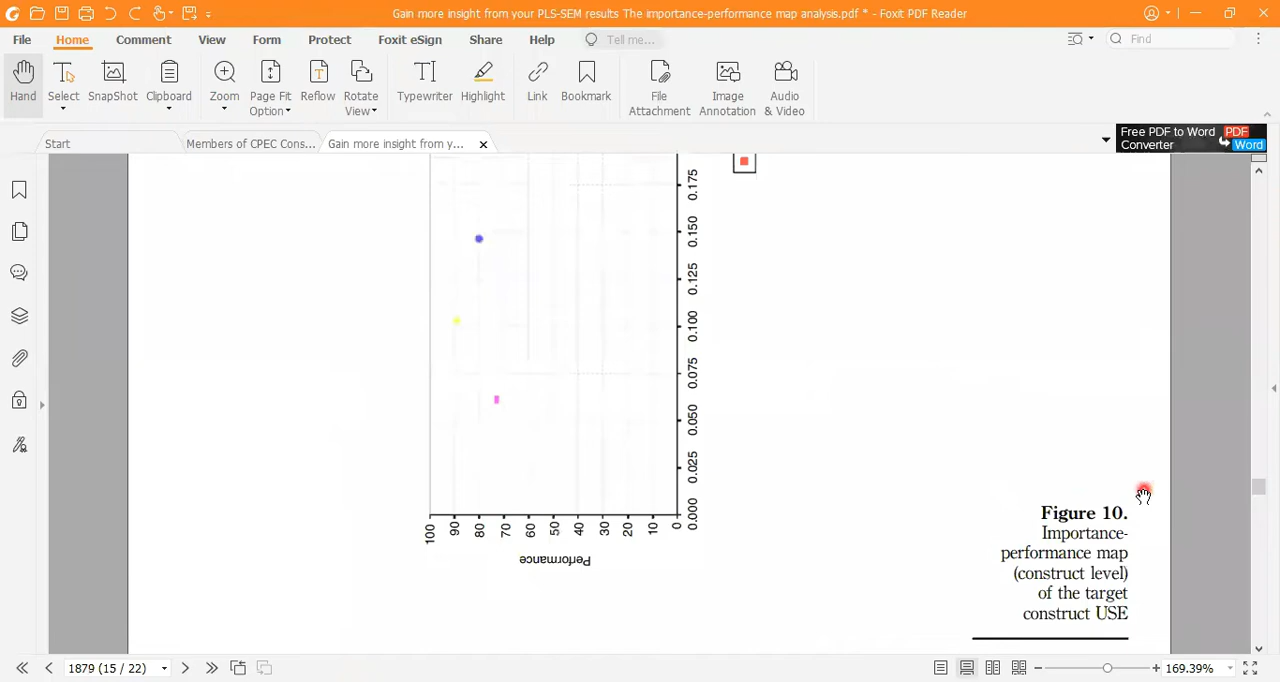 Gain more insight from your PLS-SEM results The importance-performance map analysis.pdf * - Foxit PDF Reader
File Home Comment View Form Protect Foxit eSign Share Help Tell me... Find
Hand Select SnapShot Clipboard Zoom Page Fit Option Reflow Rotate View Typewriter Highlight Link Bookmark File Attachment Image Annotation Audio & Video
Start Members of CPEC Cons... Gain more insight from y...
Free PDF to Word PDF
Converter Word
0.175
0.150
0.125
0.100
0.075
0.050
0.025
0.000
100 90 80 70 60 50 40 30 20 10 0
Performance
Figure 10.
Importance-
performance map
(construct level)
of the target
construct USE
1879 (15 / 22) 169.39%